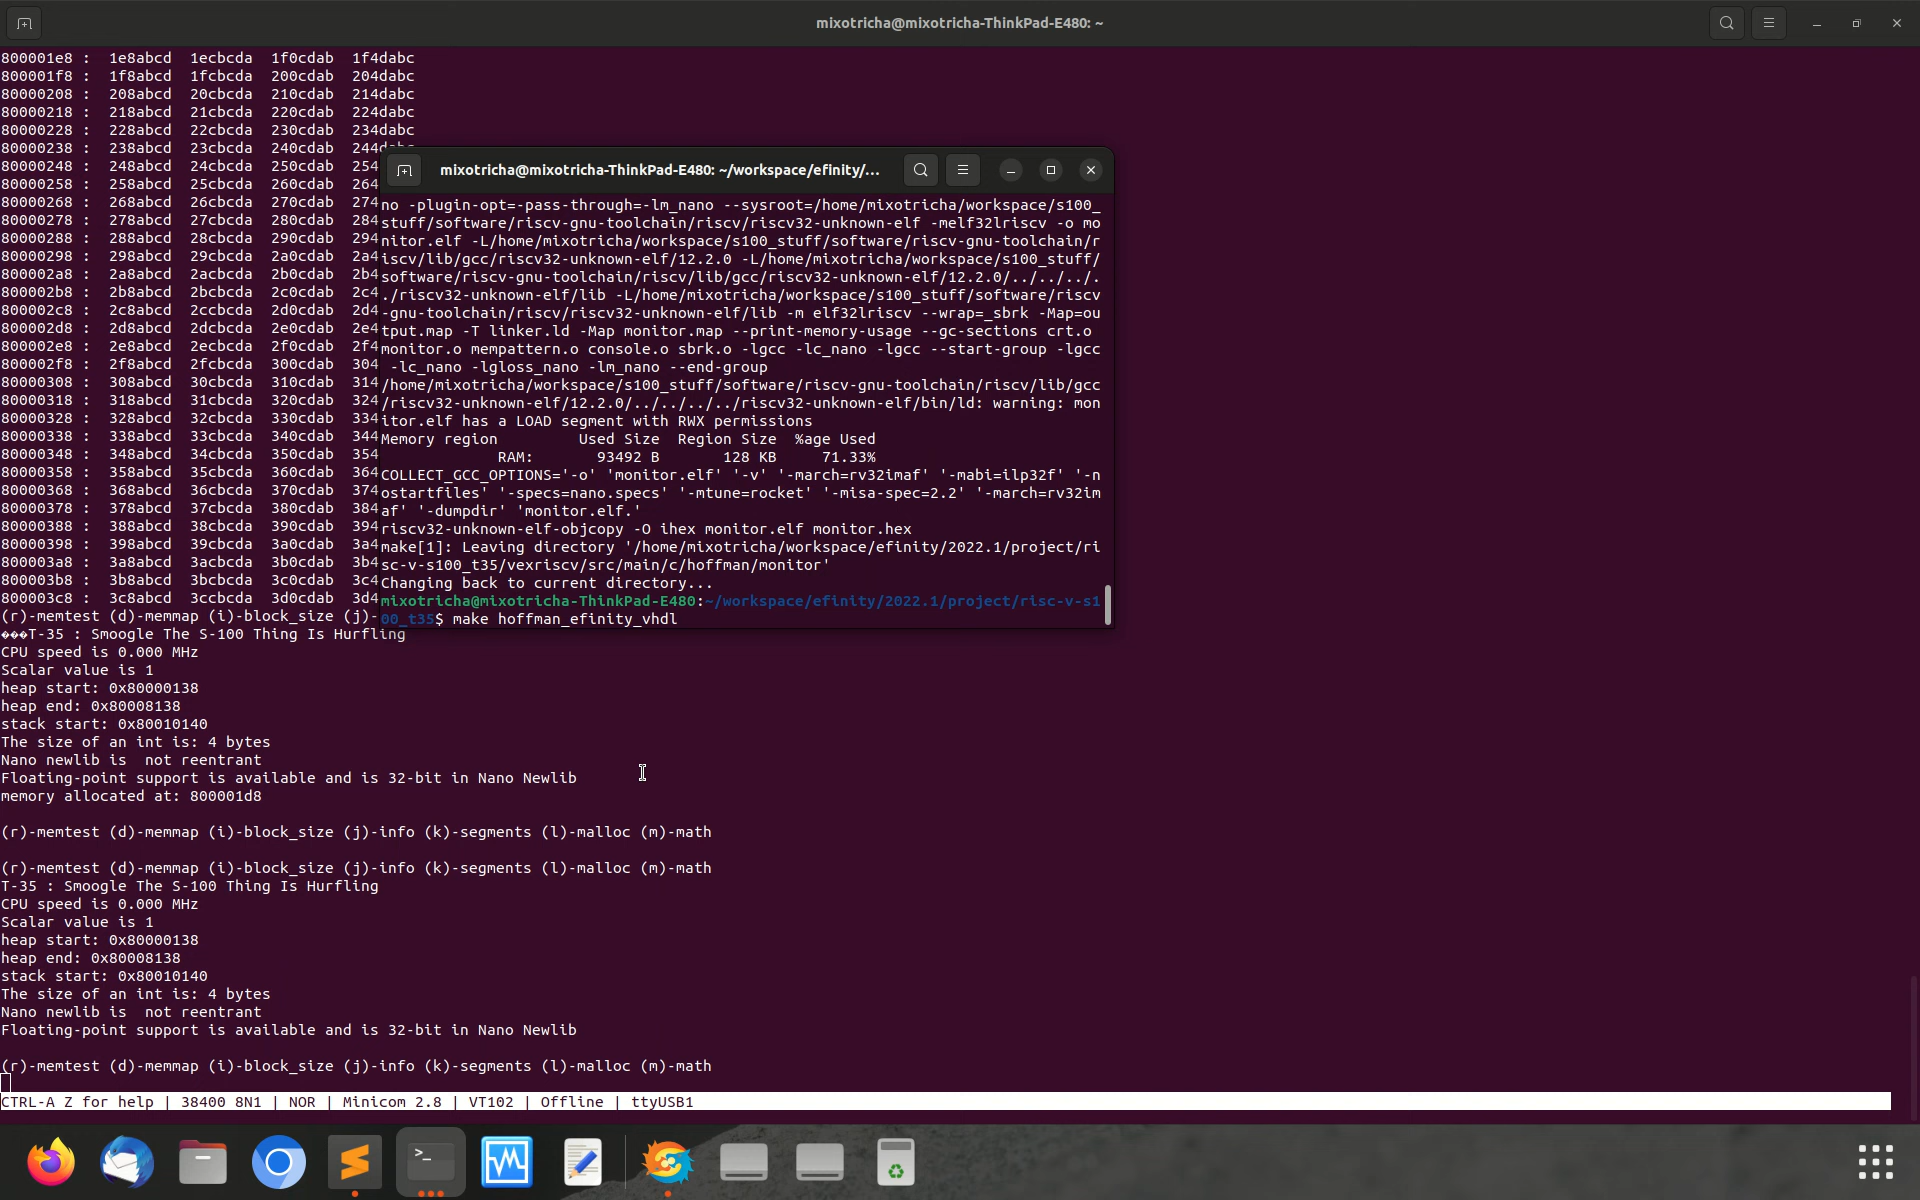 mixotricha@mixotricha-ThinkPad-E480: ~
800001e8 :  1e8abcd  1ecbcda  1f0cdab  1f4dabc
800001f8 :  1f8abcd  1fcbcda  200cdab  204dabc
80000208 :  208abcd  20cbcda  210cdab  214dabc
80000218 :  218abcd  21cbcda  220cdab  224dabc
80000228 :  228abcd  22cbcda  230cdab  234dabc
80000238 :  238abcd  23cbcda  240cdab  244dabc
80000248 :  248abcd  24cbcda  250cdab  254
80000258 :  258abcd  25cbcda  260cdab  264
80000268 :  268abcd  26cbcda  270cdab  274
80000278 :  278abcd  27cbcda  280cdab  284
80000288 :  288abcd  28cbcda  290cdab  294
80000298 :  298abcd  29cbcda  2a0cdab  2a4
800002a8 :  2a8abcd  2acbcda  2b0cdab  2b4
800002b8 :  2b8abcd  2bcbcda  2c0cdab  2c4
800002c8 :  2c8abcd  2ccbcda  2d0cdab  2d4
800002d8 :  2d8abcd  2dcbcda  2e0cdab  2e4
800002e8 :  2e8abcd  2ecbcda  2f0cdab  2f4
800002f8 :  2f8abcd  2fcbcda  300cdab  304
80000308 :  308abcd  30cbcda  310cdab  314
80000318 :  318abcd  31cbcda  320cdab  324
80000328 :  328abcd  32cbcda  330cdab  334
80000338 :  338abcd  33cbcda  340cdab  344
80000348 :  348abcd  34cbcda  350cdab  354
80000358 :  358abcd  35cbcda  360cdab  364
80000368 :  368abcd  36cbcda  370cdab  374
80000378 :  378abcd  37cbcda  380cdab  384
80000388 :  388abcd  38cbcda  390cdab  394
80000398 :  398abcd  39cbcda  3a0cdab  3a4
800003a8 :  3a8abcd  3acbcda  3b0cdab  3b4
800003b8 :  3b8abcd  3bcbcda  3c0cdab  3c4
800003c8 :  3c8abcd  3ccbcda  3d0cdab  3d4
(r)-memtest (d)-memmap (i)-block_size (j)-
���T-35 : Smoogle The S-100 Thing Is Hurfling
CPU speed is 0.000 MHz
Scalar value is 1
heap start: 0x80000138
heap end: 0x80008138
stack start: 0x80010140
The size of an int is: 4 bytes
Nano newlib is  not reentrant
Floating-point support is available and is 32-bit in Nano Newlib
memory allocated at: 800001d8
(r)-memtest (d)-memmap (i)-block_size (j)-info (k)-segments (l)-malloc (m)-math
(r)-memtest (d)-memmap (i)-block_size (j)-info (k)-segments (l)-malloc (m)-math
T-35 : Smoogle The S-100 Thing Is Hurfling
CPU speed is 0.000 MHz
Scalar value is 1
heap start: 0x80000138
heap end: 0x80008138
stack start: 0x80010140
The size of an int is: 4 bytes
Nano newlib is  not reentrant
Floating-point support is available and is 32-bit in Nano Newlib
(r)-memtest (d)-memmap (i)-block_size (j)-info (k)-segments (l)-malloc (m)-math
CTRL-A Z for help | 38400 8N1 | NOR | Minicom 2.8 | VT102 | Offline | ttyUSB1
mixotricha@mixotricha-ThinkPad-E480: ~/workspace/efinity/...
no -plugin-opt=-pass-through=-lm_nano --sysroot=/home/mixotricha/workspace/s100_
stuff/software/riscv-gnu-toolchain/riscv/riscv32-unknown-elf -melf32lriscv -o mo
nitor.elf -L/home/mixotricha/workspace/s100_stuff/software/riscv-gnu-toolchain/r
iscv/lib/gcc/riscv32-unknown-elf/12.2.0 -L/home/mixotricha/workspace/s100_stuff/
software/riscv-gnu-toolchain/riscv/lib/gcc/riscv32-unknown-elf/12.2.0/../../../.
./riscv32-unknown-elf/lib -L/home/mixotricha/workspace/s100_stuff/software/riscv
-gnu-toolchain/riscv/riscv32-unknown-elf/lib -m elf32lriscv --wrap=_sbrk -Map=ou
tput.map -T linker.ld -Map monitor.map --print-memory-usage --gc-sections crt.o
monitor.o mempattern.o console.o sbrk.o -lgcc -lc_nano -lgcc --start-group -lgcc
 -lc_nano -lgloss_nano -lm_nano --end-group
/home/mixotricha/workspace/s100_stuff/software/riscv-gnu-toolchain/riscv/lib/gcc
/riscv32-unknown-elf/12.2.0/../../../../riscv32-unknown-elf/bin/ld: warning: mon
itor.elf has a LOAD segment with RWX permissions
Memory region         Used Size  Region Size  %age Used
             RAM:       93492 B       128 KB     71.33%
COLLECT_GCC_OPTIONS='-o' 'monitor.elf' '-v' '-march=rv32imaf' '-mabi=ilp32f' '-n
ostartfiles' '-specs=nano.specs' '-mtune=rocket' '-misa-spec=2.2' '-march=rv32im
af' '-dumpdir' 'monitor.elf.'
riscv32-unknown-elf-objcopy -O ihex monitor.elf monitor.hex
make[1]: Leaving directory '/home/mixotricha/workspace/efinity/2022.1/project/ri
sc-v-s100_t35/vexriscv/src/main/c/hoffman/monitor'
Changing back to current directory...
mixotricha@mixotricha-ThinkPad-E480:~/workspace/efinity/2022.1/project/risc-v-s1
00_t35$ make hoffman_efinity_vhdl